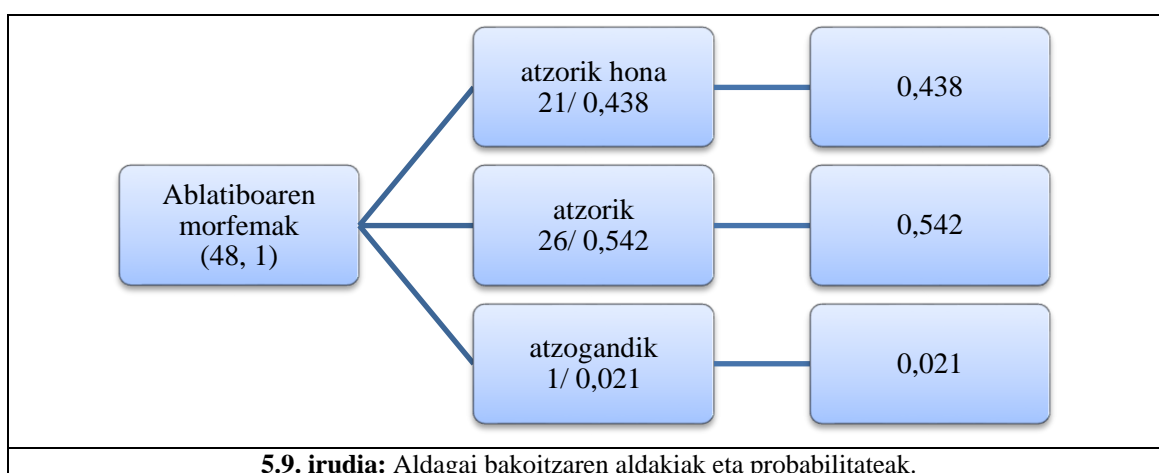 Ablatiboaren
morfemak
(48, 1)
atzorik hona
21/ 0,438
0,438
atzorik
26/ 0,542
0,542
atzogandik
1/ 0,021
0,021
5.9. irudia: Aldagai bakoitzaren aldakiak eta probabilitateak.